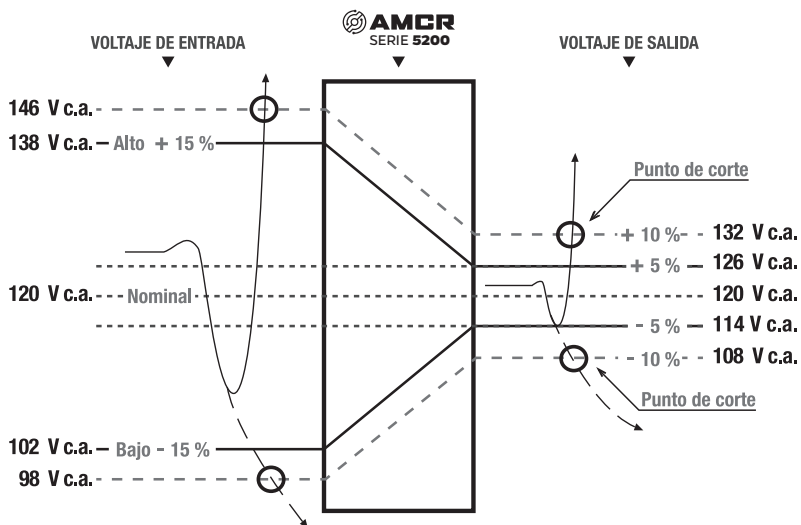 AMCR
SERIE 5200
VOLTAJE DE ENTRADA
VOLTAJE DE SALIDA
146 V c.a.
138 V c.a.
Alto + 15 %
120 V c.a.
Nominal
102 V c.a.
Bajo - 15 %
98 V c.a.
Punto de corte
+ 10 %
132 V c.a.
+ 5 %
126 V c.a.
120 V c.a.
- 5 %
114 V c.a.
- 10 %
108 V c.a.
Punto de corte